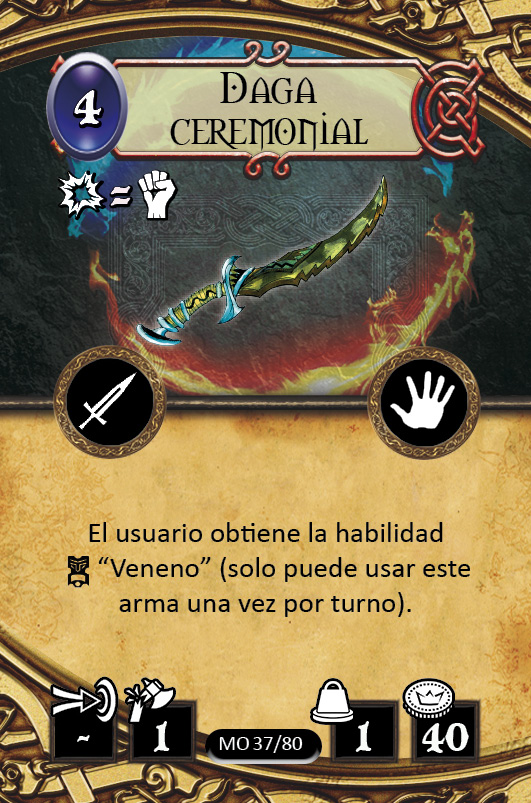 4
Daga
ceremonial
=
El usuario obtiene la habilidad
“Veneno” (solo puede usar este
arma una vez por turno).
-
1
MO 37/80
1
40